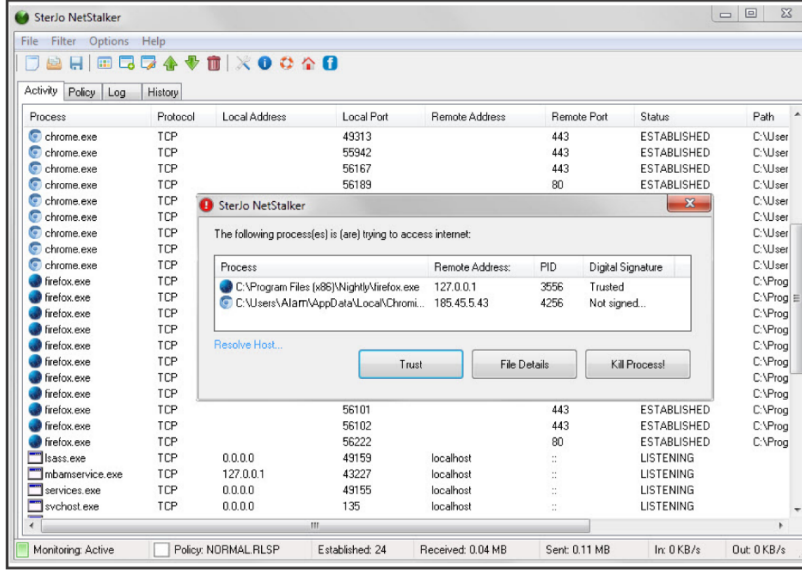 SterJo NetStalker
File Filter Options Help
Activity Policy Log History
Process Protocol Local Address Local Port Remote Address Remote Port Status Path
chrome.exe TCP 49313 443 ESTABLISHED C:\User
chrome.exe TCP 55942 443 ESTABLISHED C:\User
chrome.exe TCP 56167 443 ESTABLISHED C:\User
chrome.exe TCP 56189 80 ESTABLISHED C:\User
chrome.exe TCP C:\User
chrome.exe TCP C:\User
chrome.exe TCP C:\User
chrome.exe TCP C:\User
chrome.exe TCP C:\User
firefox.exe TCP C:\Prog
firefox.exe TCP C:\Prog
firefox.exe TCP C:\Prog
firefox.exe TCP C:\Prog
firefox.exe TCP C:\Prog
firefox.exe TCP C:\Prog
firefox.exe TCP C:\Prog
firefox.exe TCP C:\Prog
firefox.exe TCP 56101 443 ESTABLISHED C:\Prog
firefox.exe TCP 56102 443 ESTABLISHED C:\Prog
firefox.exe TCP 56222 80 ESTABLISHED C:\Prog
lsass.exe TCP 0.0.0.0 49159 localhost :: LISTENING
mbamservice.exe TCP 127.0.0.1 43227 localhost :: LISTENING
services.exe TCP 0.0.0.0 49155 localhost :: LISTENING
svchost.exe TCP 0.0.0.0 135 localhost :: LISTENING
Monitoring: Active Policy: NORMAL.RLSP Established: 24 Received: 0.04 MB Sent: 0.11 MB In: 0 KB/s Out: 0 KB/s
SterJo NetStalker
The following process(es) is (are) trying to access internet:
Process Remote Address: PID Digital Signature
C:\Program Files (x86)\Nightly\firefox.exe 127.0.0.1 3556 Trusted
C:\Users\Alam\AppData\Local\Chromi... 185.45.5.43 4256 Not signed...
Resolve Host...
Trust File Details Kill Process!